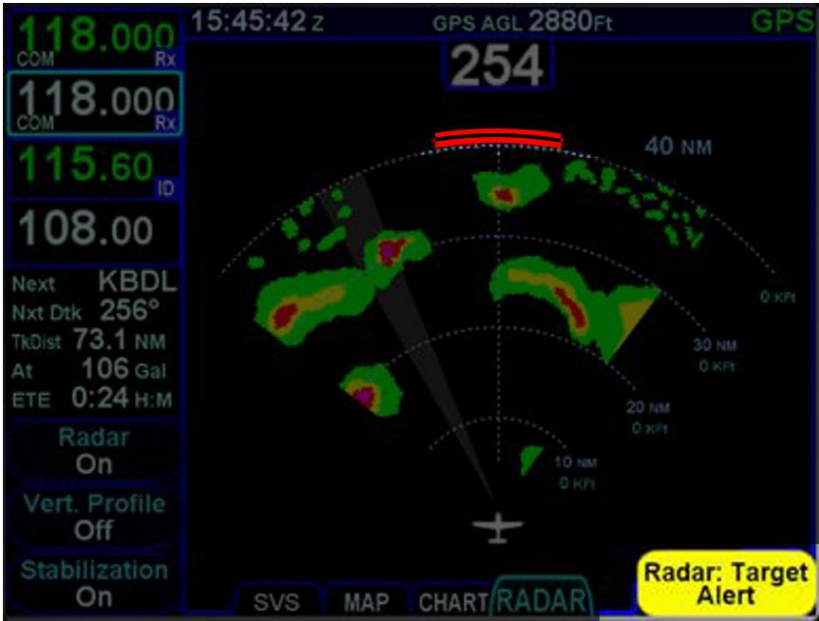 118.000
COM Rx
118.000
COM Rx
115.60
ID
108.00
Next KBDL
Nxt Dtk 256°
TkDist 73.1 NM
At 106 Gal
ETE 0:24 H:M
Radar
On
Vert. Profile
Off
Stabilization
On
15:45:42 Z GPS AGL 2880Ft GPS
254
40 NM
0 KFt
30 NM
0 KFt
20 NM
0 KFt
10 NM
0 KFt
SVS MAP CHART RADAR
Radar: Target
Alert